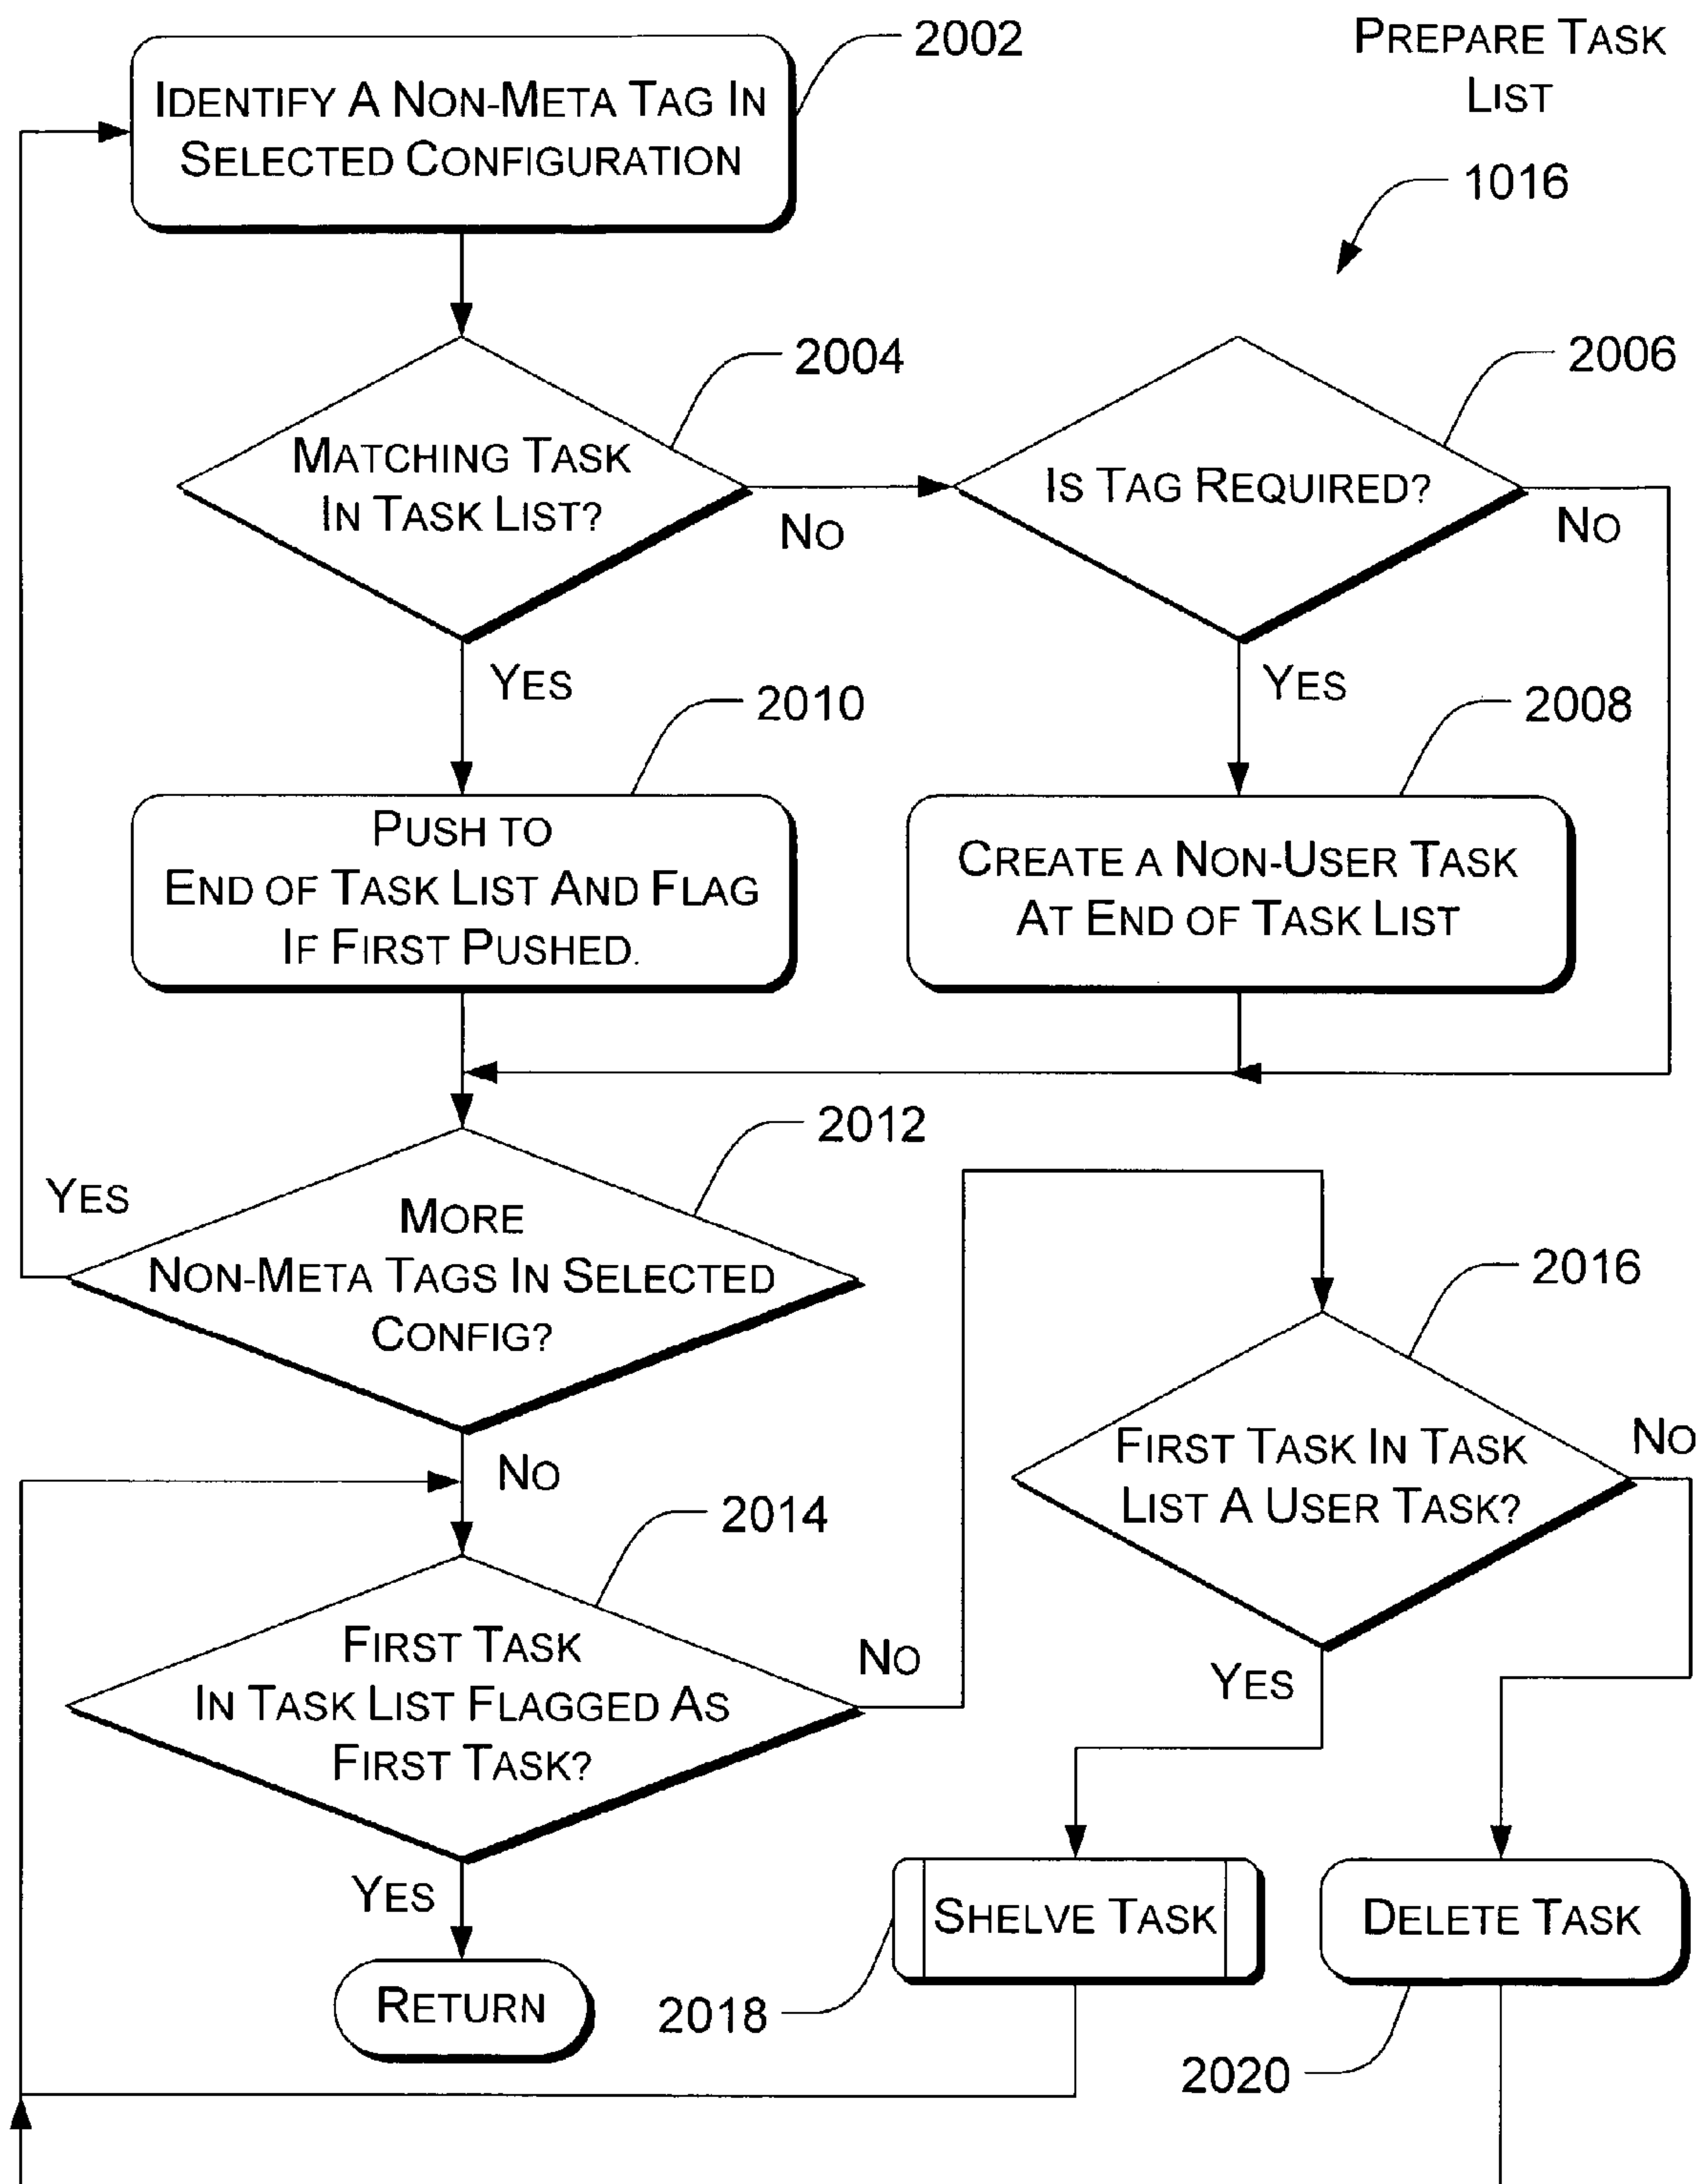 2002
PREPARE TASK
LIST
IDENTIFY A NON-META TAG IN
SELECTED CONFIGURATION
1016
2004
2006
MATCHING TASK
IN TASK LIST?
IS TAG REQUIRED?
NO
NO
YES
YES
2010
2008
PUSH TO
END OF TASK LIST AND FLAG
IF FIRST PUSHED.
CREATE A NON-USER TASK
AT END OF TASK LIST
2012
YES
MORE
NON-META TAGS IN SELECTED
CONFIG?
2016
NO
FIRST TASK IN TASK
LIST A USER TASK?
NO
2014
FIRST TASK
IN TASK LIST FLAGGED AS
FIRST TASK?
NO
YES
YES
SHELVE TASK
DELETE TASK
RETURN
2018
2020